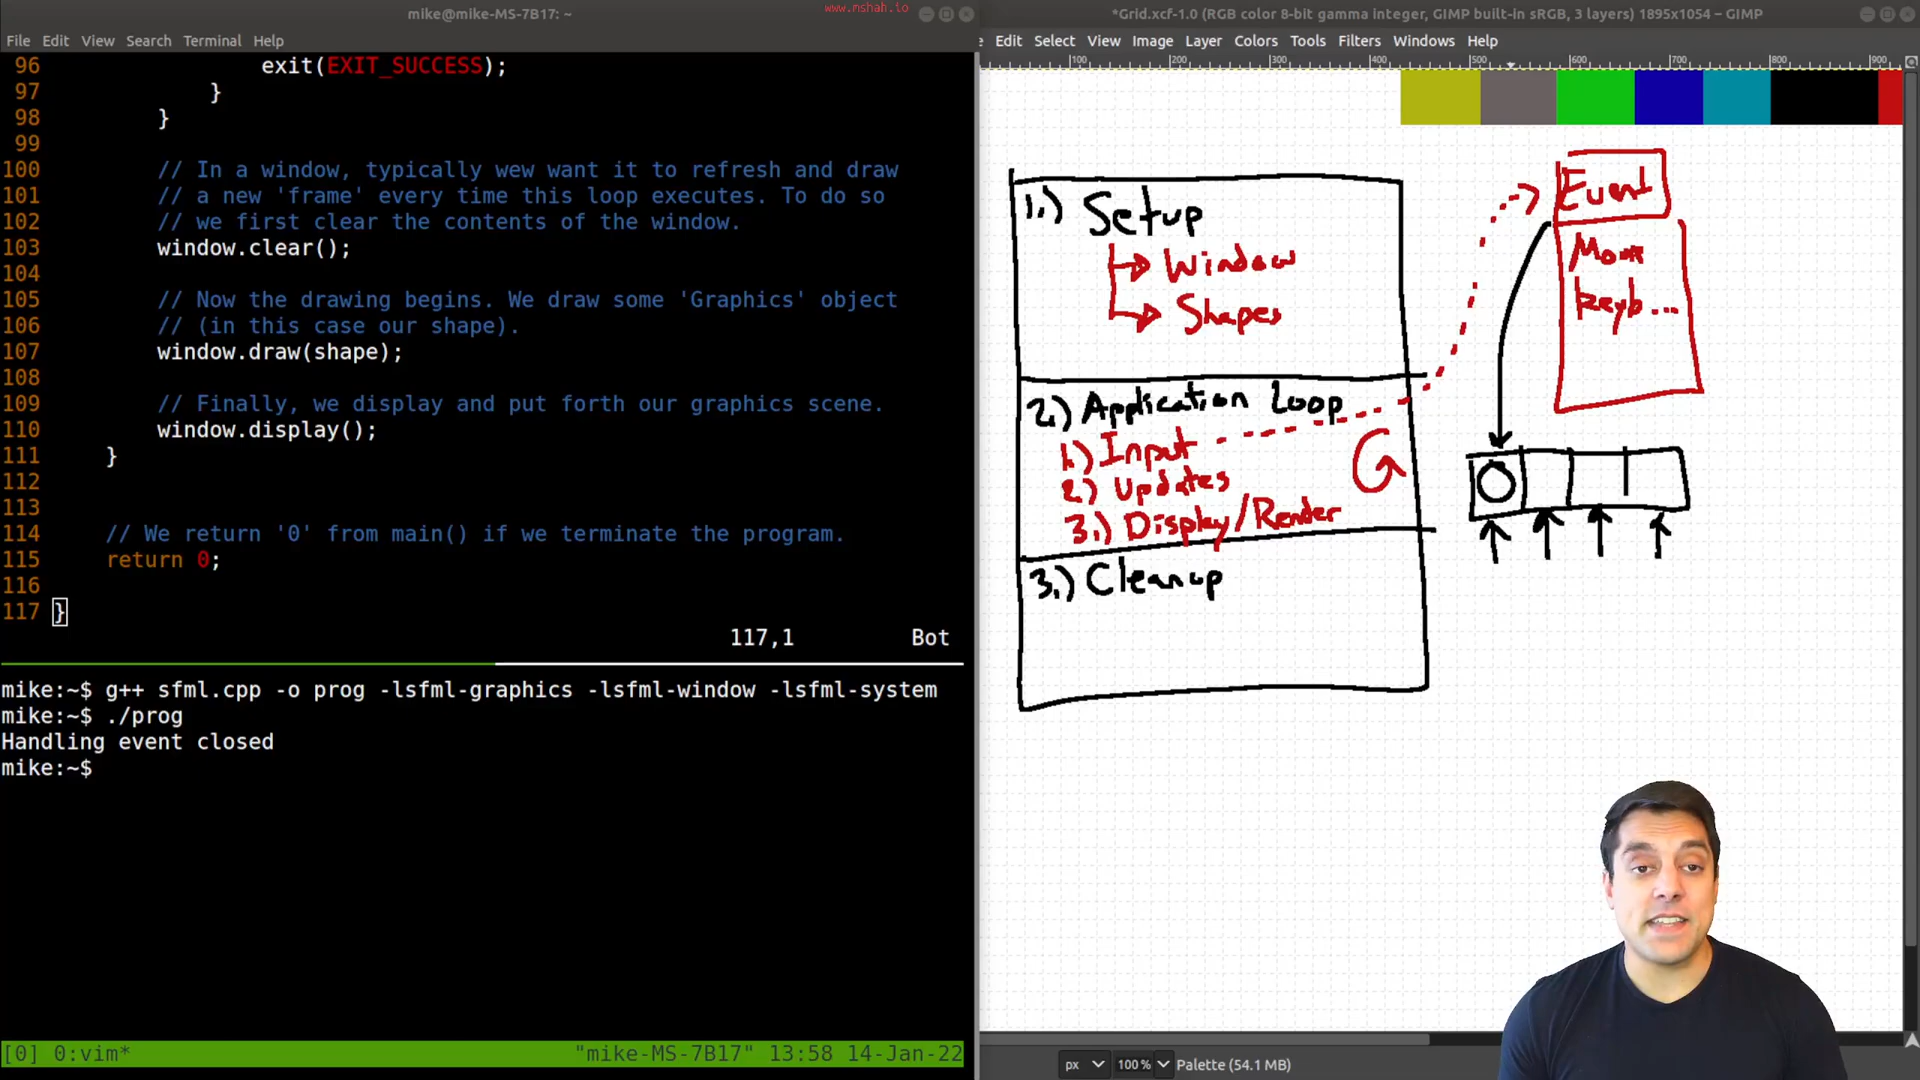 mike@mike-MS-7B17: ~
www.mshah.io
File Edit View Search Terminal Help
96 exit(EXIT_SUCCESS);
97 }
98 }
99
100 // In a window, typically wew want it to refresh and draw
101 // a new 'frame' every time this loop executes. To do so
102 // we first clear the contents of the window.
103 window.clear();
104
105 // Now the drawing begins. We draw some 'Graphics' object
106 // (in this case our shape).
107 window.draw(shape);
108
109 // Finally, we display and put forth our graphics scene.
110 window.display();
111 }
112
113
114 // We return '0' from main() if we terminate the program.
115 return 0;
116
117 }
117,1 Bot
mike:~$ g++ sfml.cpp -o prog -lsfml-graphics -lsfml-window -lsfml-system
mike:~$ ./prog
Handling event closed
mike:~$
[0] 0:vim* "mike-MS-7B17" 13:58 14-Jan-22
*Grid.xcf-1.0 (RGB color 8-bit gamma integer, GIMP built-in sRGB, 3 layers) 1895x1054 – GIMP
e Edit Select View Image Layer Colors Tools Filters Windows Help
100 200 300 400 500 600 700 800 900
1.) Setup
Window
Shapes
2.) Application Loop
1.) Input
2) Updates
3.) Display/Render
G
3.) Cleanup
Event
Keyb...
px 100% Palette (54.1 MB)